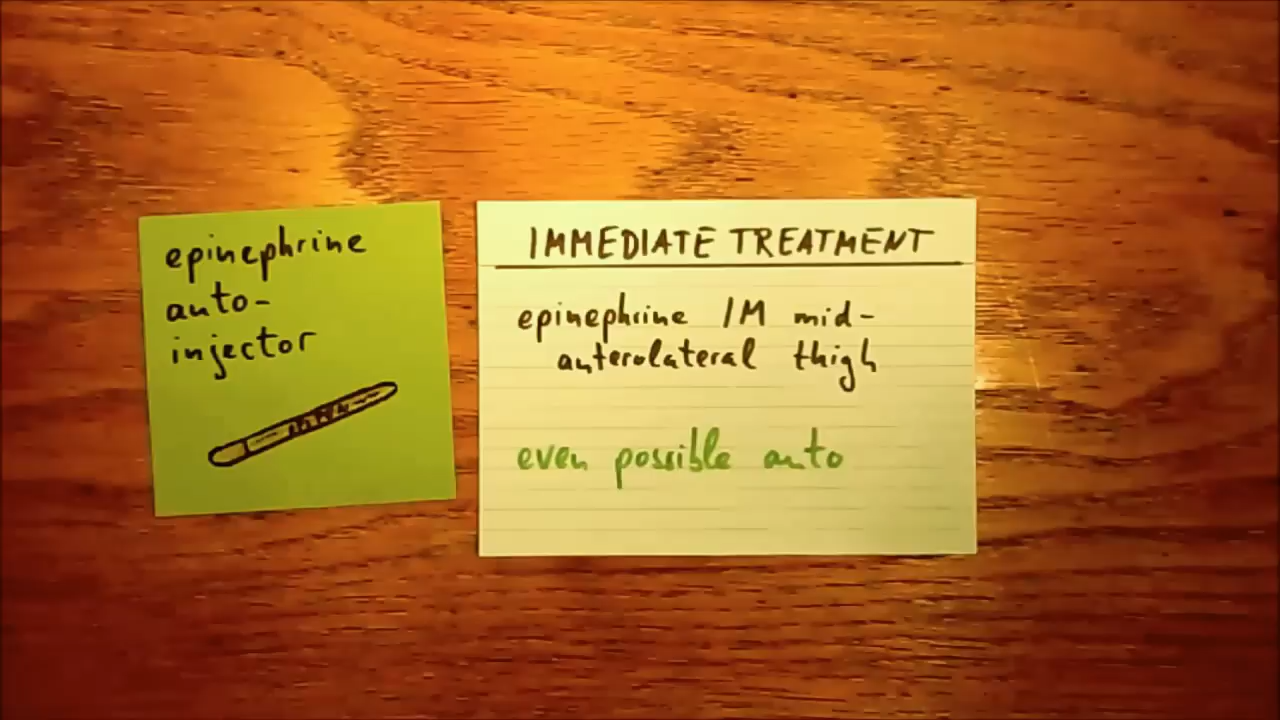 epinephrine
auto-
injector
IMMEDIATE TREATMENT
epinephrine IM mid-
anterolateral thigh
even possible auto